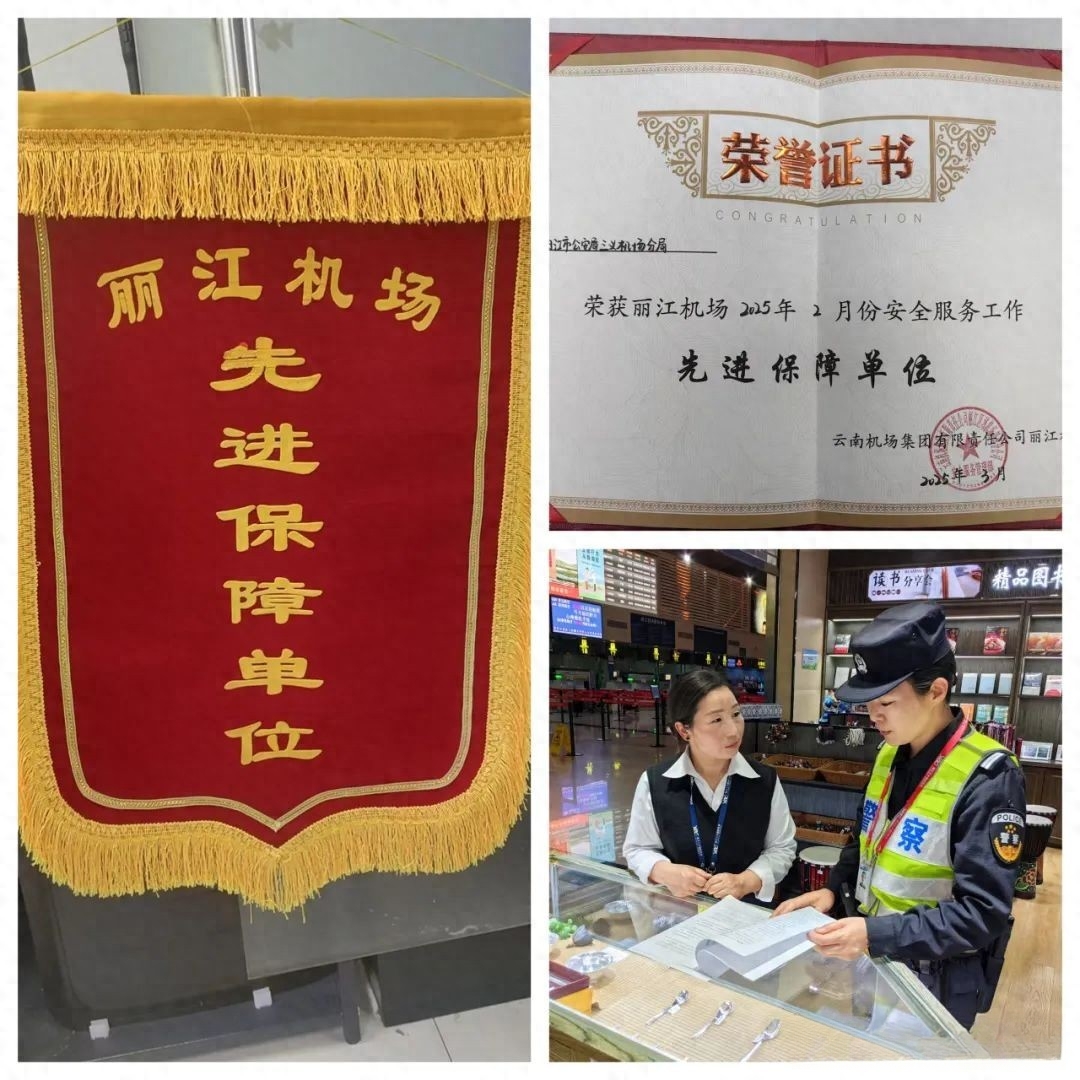 丽江机场
先进保障单位
荣誉证书
CONGRATULATION
江市公安局三义机场分局
荣获丽江机场 2025年 2 月份安全服务工作
先进保障单位
云南机场集团有限责任公司丽江
2025年 3 月
读书分享会
精品图书
警察
POLICE